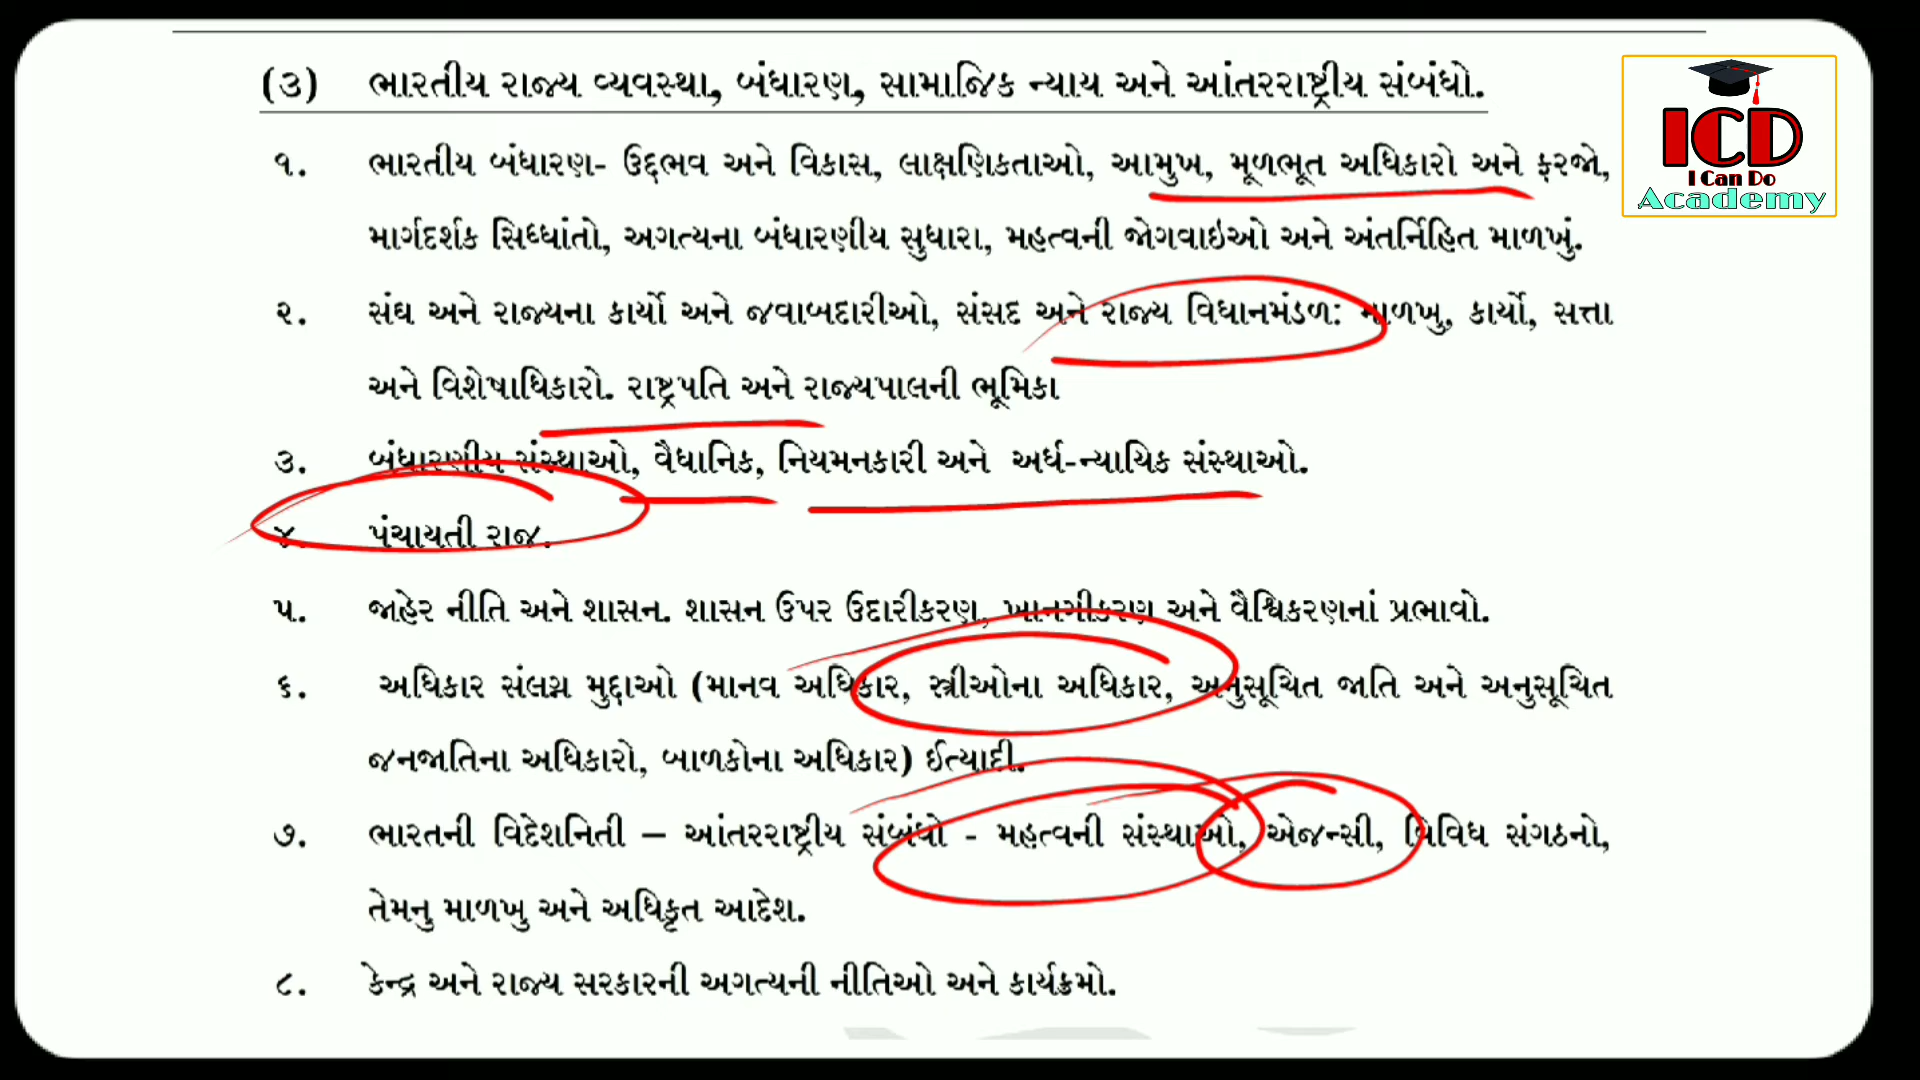 (૩) ભારતીય રાજ્ય વ્યવસ્થા, બંધારણ, સામાજિક ન્યાય અને આંતરરાષ્ટ્રીય સંબંધો.
ICD
I Can Do
Academy
૧. ભારતીય બંધારણ- ઉદ્દભવ અને વિકાસ, લાક્ષણિકતાઓ, આમુખ, મૂળભૂત અધિકારો અને ફરજો,
માર્ગદર્શક સિધ્ધાંતો, અગત્યના બંધારણીય સુધારા, મહત્વની જોગવાઇઓ અને અંતર્નિહિત માળખું.
૨. સંઘ અને રાજ્યના કાર્યો અને જવાબદારીઓ, સંસદ અને રાજ્ય વિધાનમંડળ: માળખુ, કાર્યો, સત્તા
અને વિશેષાધિકારો. રાષ્ટ્રપતિ અને રાજ્યપાલની ભૂમિકા
૩. બંધારણીય સંસ્થાઓ, વૈધાનિક, નિયમનકારી અને અર્ધ-ન્યાયિક સંસ્થાઓ.
૪. પંચાયતી રાજ.
૫. જાહેર નીતિ અને શાસન. શાસન ઉપર ઉદારીકરણ, ખાનગીકરણ અને વૈશ્વિકરણનાં પ્રભાવો.
૬. અધિકાર સંલગ્ન મુદ્દાઓ (માનવ અધિકાર, સ્ત્રીઓના અધિકાર, અનુસૂચિત જાતિ અને અનુસૂચિત
જનજાતિના અધિકારો, બાળકોના અધિકાર) ઈત્યાદી.
૭. ભારતની વિદેશનિતી – આંતરરાષ્ટ્રીય સંબંધો - મહત્વની સંસ્થાઓ, એજન્સી, વિવિધ સંગઠનો,
તેમનુ માળખુ અને અધિકૃત આદેશ.
૮. કેન્દ્ર અને રાજ્ય સરકારની અગત્યની નીતિઓ અને કાર્યક્રમો.